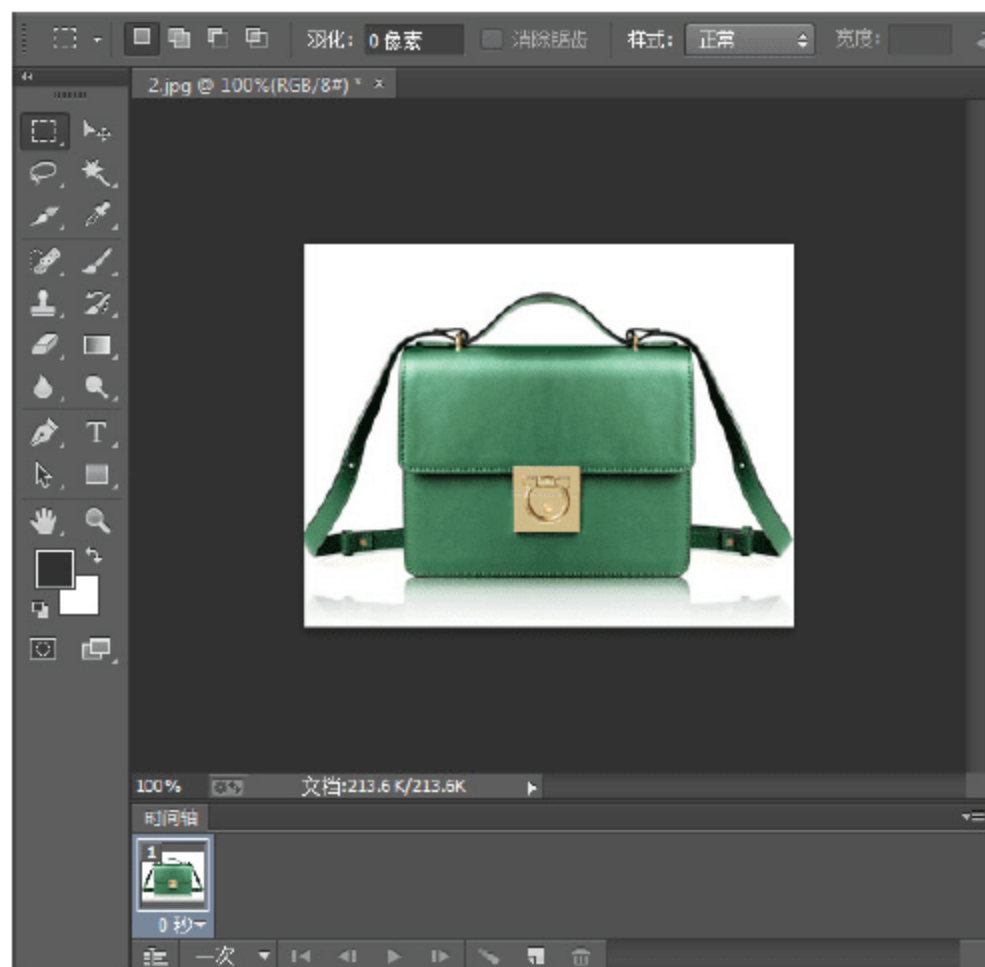 羽化： 0 像素 消除锯齿 样式： 正常 宽度：
2.jpg @ 100%(RGB/8#) * ×
T
100% 文档:213.6 K/213.6K
时间轴
1
0 秒
一次